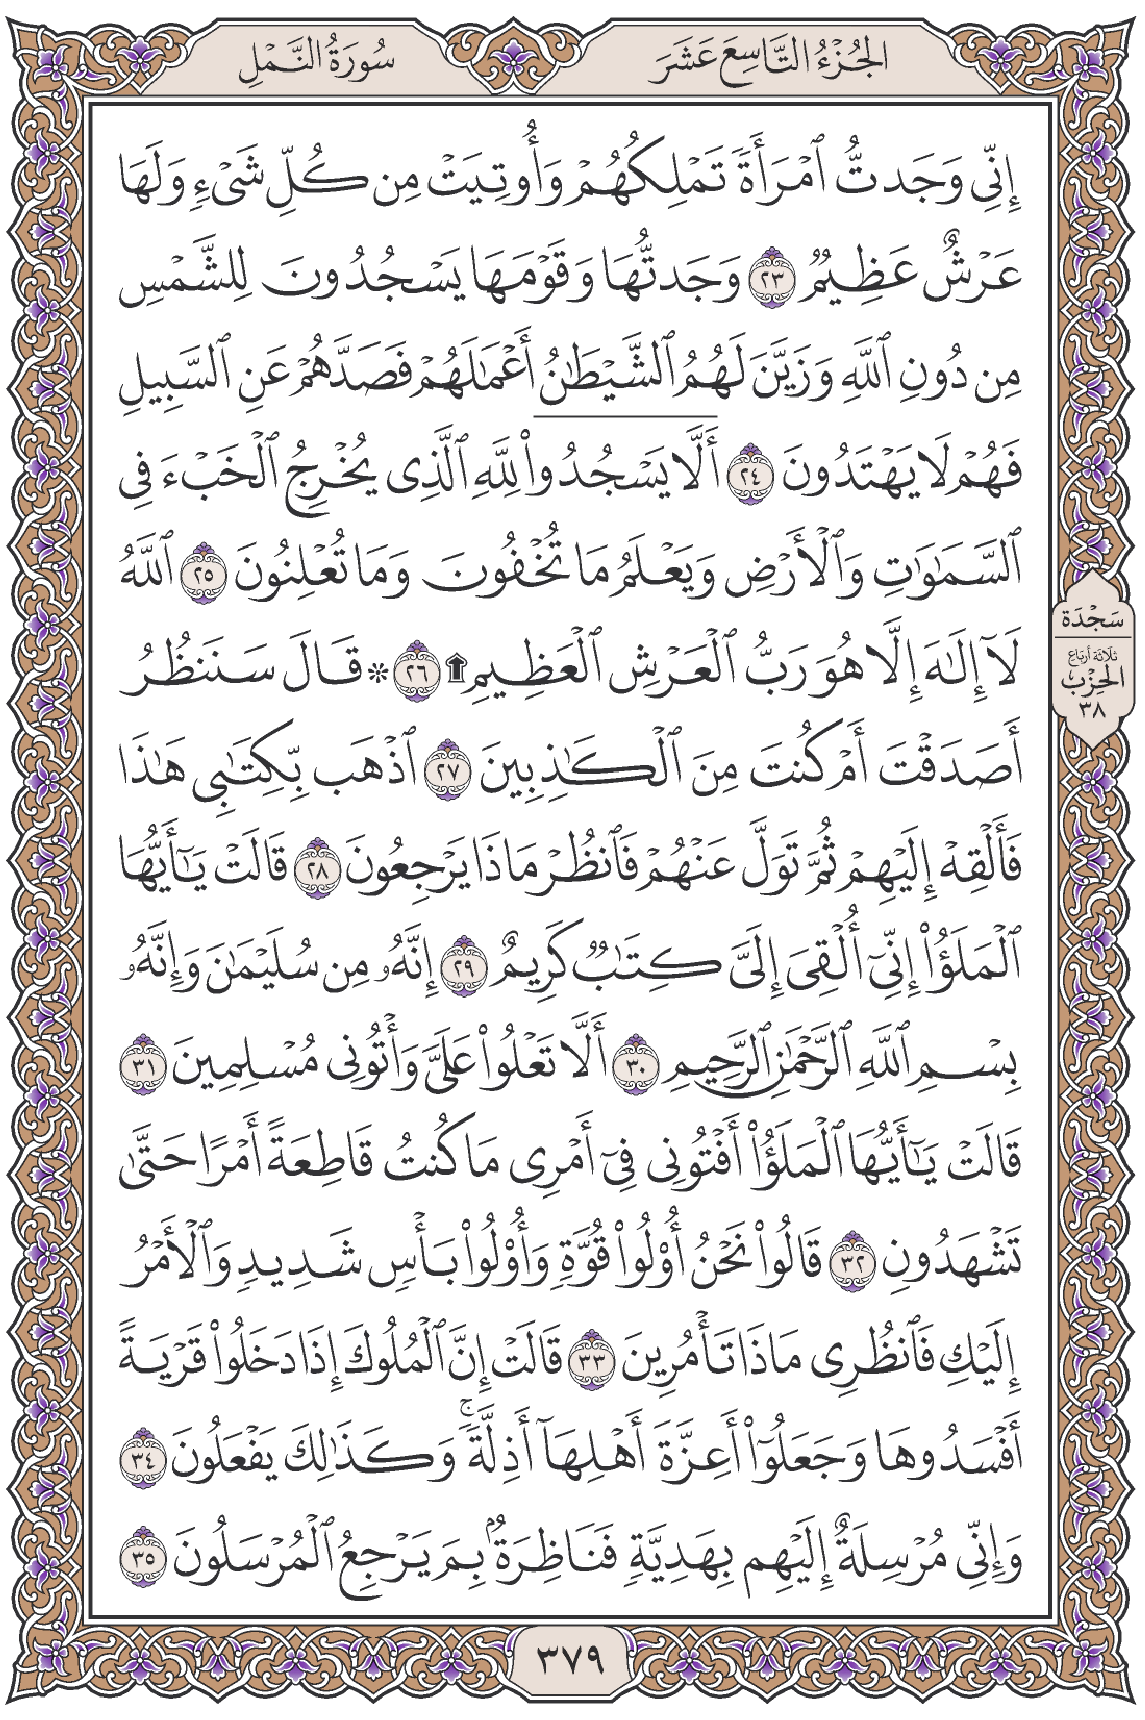 الجُزْءُ التَّاسِعَ عَشَرَ
سُورَةُ النَّمْلِ
إِنِّي وَجَدتُّ ٱمْرَأَةً تَمْلِكُهُمْ وَأُوتِيَتْ مِن كُلِّ شَىْءٍ وَلَهَا
عَرْشٌ عَظِيمٌ ٢٣ وَجَدتُّهَا وَقَوْمَهَا يَسْجُدُونَ لِلشَّمْسِ
مِن دُونِ ٱللَّهِ وَزَيَّنَ لَهُمُ ٱلشَّيْطَٰنُ أَعْمَٰلَهُمْ فَصَدَّهُمْ عَنِ ٱلسَّبِيلِ
فَهُمْ لَا يَهْتَدُونَ ٢٤ أَلَّا يَسْجُدُوا۟ لِلَّهِ ٱلَّذِى يُخْرِجُ ٱلْخَبْءَ فِى
ٱلسَّمَٰوَٰتِ وَٱلْأَرْضِ وَيَعْلَمُ مَا تُخْفُونَ وَمَا تُعْلِنُونَ ٢٥ ٱللَّهُ
لَآ إِلَٰهَ إِلَّا هُوَ رَبُّ ٱلْعَرْشِ ٱلْعَظِيمِ ۩ ٢٦ * قَالَ سَنَنظُرُ
أَصَدَقْتَ أَمْ كُنتَ مِنَ ٱلْكَٰذِبِينَ ٢٧ ٱذْهَب بِّكِتَٰبِى هَٰذَا
فَأَلْقِهْ إِلَيْهِمْ ثُمَّ تَوَلَّ عَنْهُمْ فَٱنظُرْ مَاذَا يَرْجِعُونَ ٢٨ قَالَتْ يَٰٓأَيُّهَا
ٱلْمَلَؤُا۟ إِنِّىٓ أُلْقِىَ إِلَىَّ كِتَٰبٌ كَرِيمٌ ٢٩ إِنَّهُۥ مِن سُلَيْمَٰنَ وَإِنَّهُۥ
بِسْمِ ٱللَّهِ ٱلرَّحْمَٰنِ ٱلرَّحِيمِ ٣٠ أَلَّا تَعْلُوا۟ عَلَىَّ وَأْتُونِى مُسْلِمِينَ ٣١
قَالَتْ يَٰٓأَيُّهَا ٱلْمَلَؤُا۟ أَفْتُونِى فِىٓ أَمْرِى مَا كُنتُ قَاطِعَةً أَمْرًا حَتَّىٰ
تَشْهَدُونِ ٣٢ قَالُوا۟ نَحْنُ أُو۟لُوا۟ قُوَّةٍ وَأُو۟لُوا۟ بَأْسٍ شَدِيدٍ وَٱلْأَمْرُ
إِلَيْكِ فَٱنظُرِى مَاذَا تَأْمُرِينَ ٣٣ قَالَتْ إِنَّ ٱلْمُلُوكَ إِذَا دَخَلُوا۟ قَرْيَةً
أَفْسَدُوهَا وَجَعَلُوٓا۟ أَعِزَّةَ أَهْلِهَآ أَذِلَّةً ۚ وَكَذَٰلِكَ يَفْعَلُونَ ٣٤
وَإِنِّى مُرْسِلَةٌ إِلَيْهِم بِهَدِيَّةٍ فَنَاظِرَةٌۢ بِمَ يَرْجِعُ ٱلْمُرْسَلُونَ ٣٥
سَجْدَة
ثلاثة أرباع
الحِزْب
٣٨
٣٧٩